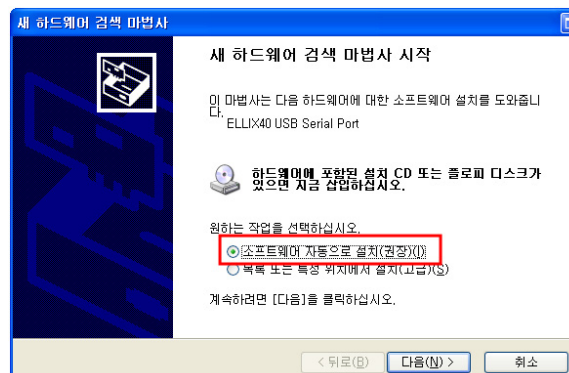 새 하드웨어 검색 마법사
새 하드웨어 검색 마법사 시작
이 마법사는 다음 하드웨어에 대한 소프트웨어 설치를 도와줍니
다.
ELLIX40 USB Serial Port
하드웨어에 포함된 설치 CD 또는 플로피 디스크가
있으면 지금 삽입하십시오.
원하는 작업을 선택하십시오.
소프트웨어 자동으로 설치(권장)(I)
목록 또는 특정 위치에서 설치(고급)(S)
계속하려면 [다음]을 클릭하십시오.
< 뒤로(B) 다음(N) > 취소